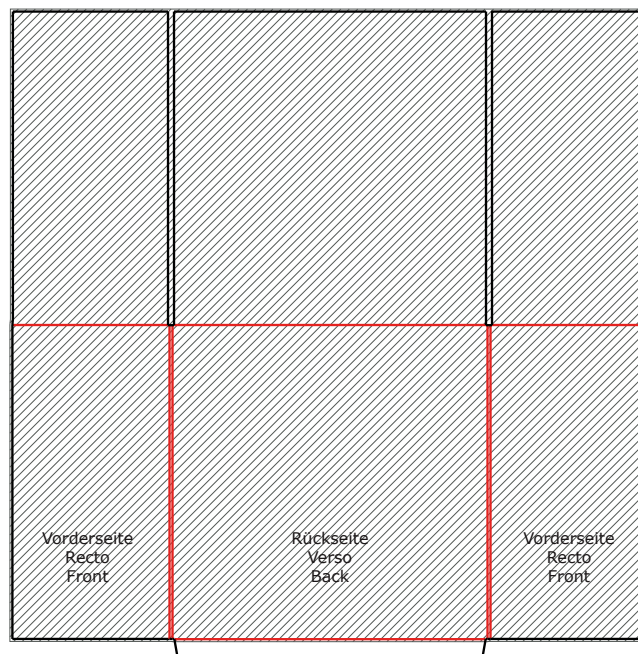 Vorderseite
Recto
Front
Rückseite
Verso
Back
Vorderseite
Recto
Front